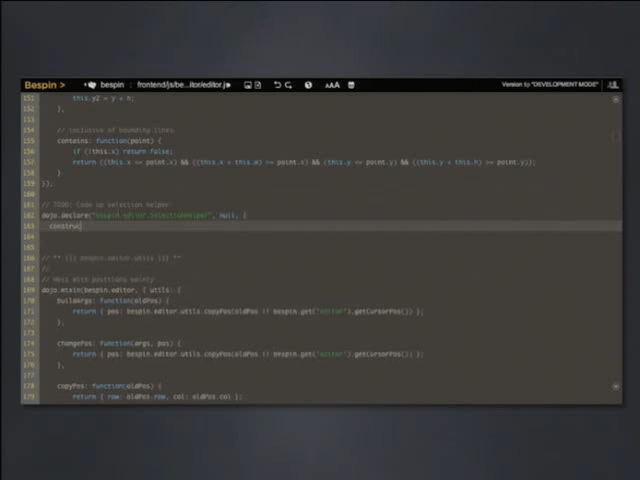 Bespin > bespin frontend/js/be...itor/editor.js AAA Version by "DEVELOPMENT MODE"
151 this.y2 = y + h;
152 },
153
154 // inclusive of bounding lines
155 contains: function(point) {
156 if (!this.x) return false;
157 return ((this.x <= point.x) && ((this.x + this.w) >= point.x) && (this.y <= point.y) && ((this.y + this.h) >= point.y));
158 }
159 });
160
161 // TODO: Code up selection helper
162 dojo.declare("bespin.editor.SelectionHelper", null, {
163 construc
164
165
166 // ** {{{ bespin.editor.utils }}} **
167 //
168 // Mess with positions mainly
169 dojo.mixin(bespin.editor, { utils: {
170 buildArgs: function(oldPos) {
171 return { pos: bespin.editor.utils.copyPos(oldPos || bespin.get("editor").getCursorPos()) };
172 },
173
174 changePos: function(args, pos) {
175 return { pos: bespin.editor.utils.copyPos(oldPos || bespin.get("editor").getCursorPos()) };
176 },
177
178 copyPos: function(oldPos) {
179 return { row: oldPos.row, col: oldPos.col };